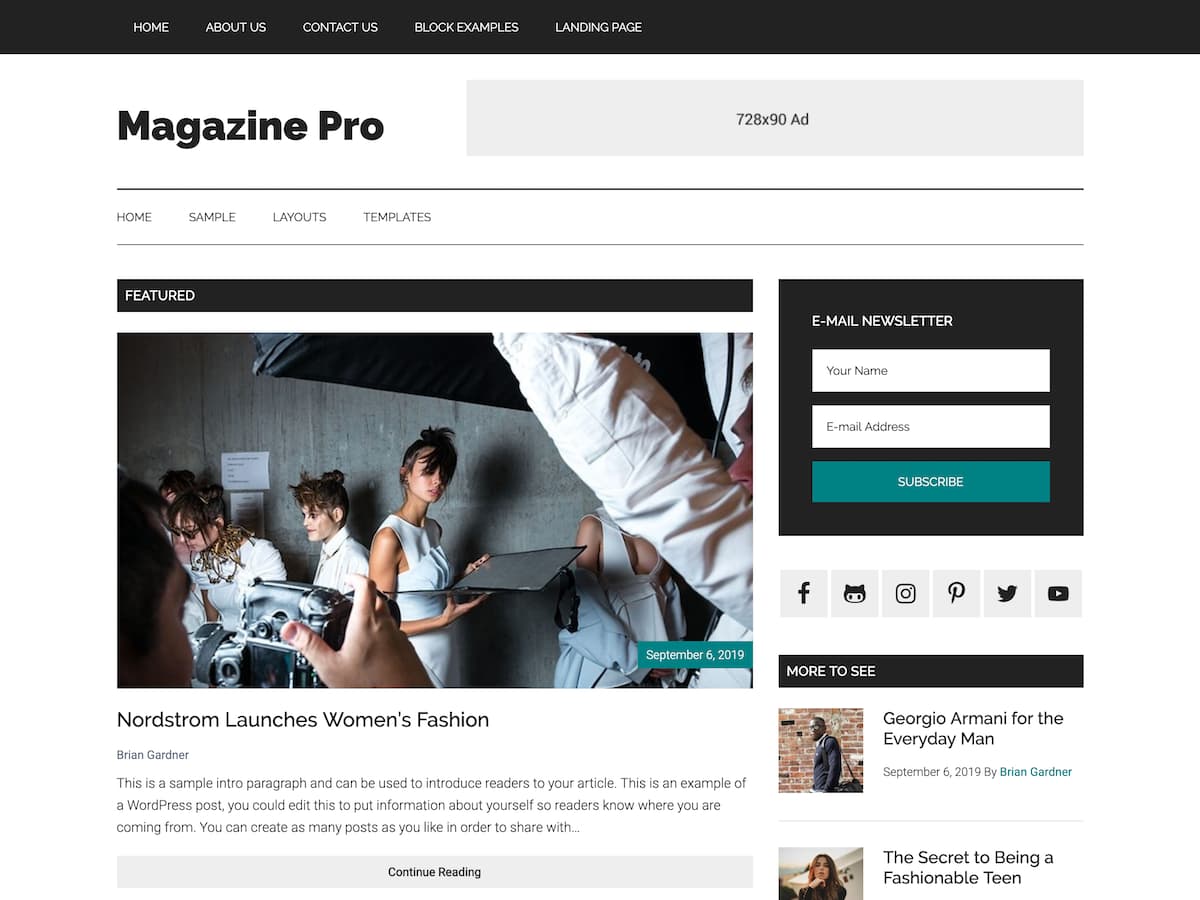 HOME ABOUT US CONTACT US BLOCK EXAMPLES LANDING PAGE
Magazine Pro
728x90 Ad
HOME SAMPLE LAYOUTS TEMPLATES
FEATURED
September 6, 2019
Nordstrom Launches Women's Fashion
Brian Gardner
This is a sample intro paragraph and can be used to introduce readers to your article. This is an example of
a WordPress post, you could edit this to put information about yourself so readers know where you are
coming from. You can create as many posts as you like in order to share with...
Continue Reading
E-MAIL NEWSLETTER
Your Name
E-mail Address
SUBSCRIBE
MORE TO SEE
Georgio Armani for the
Everyday Man
September 6, 2019 By Brian Gardner
The Secret to Being a
Fashionable Teen